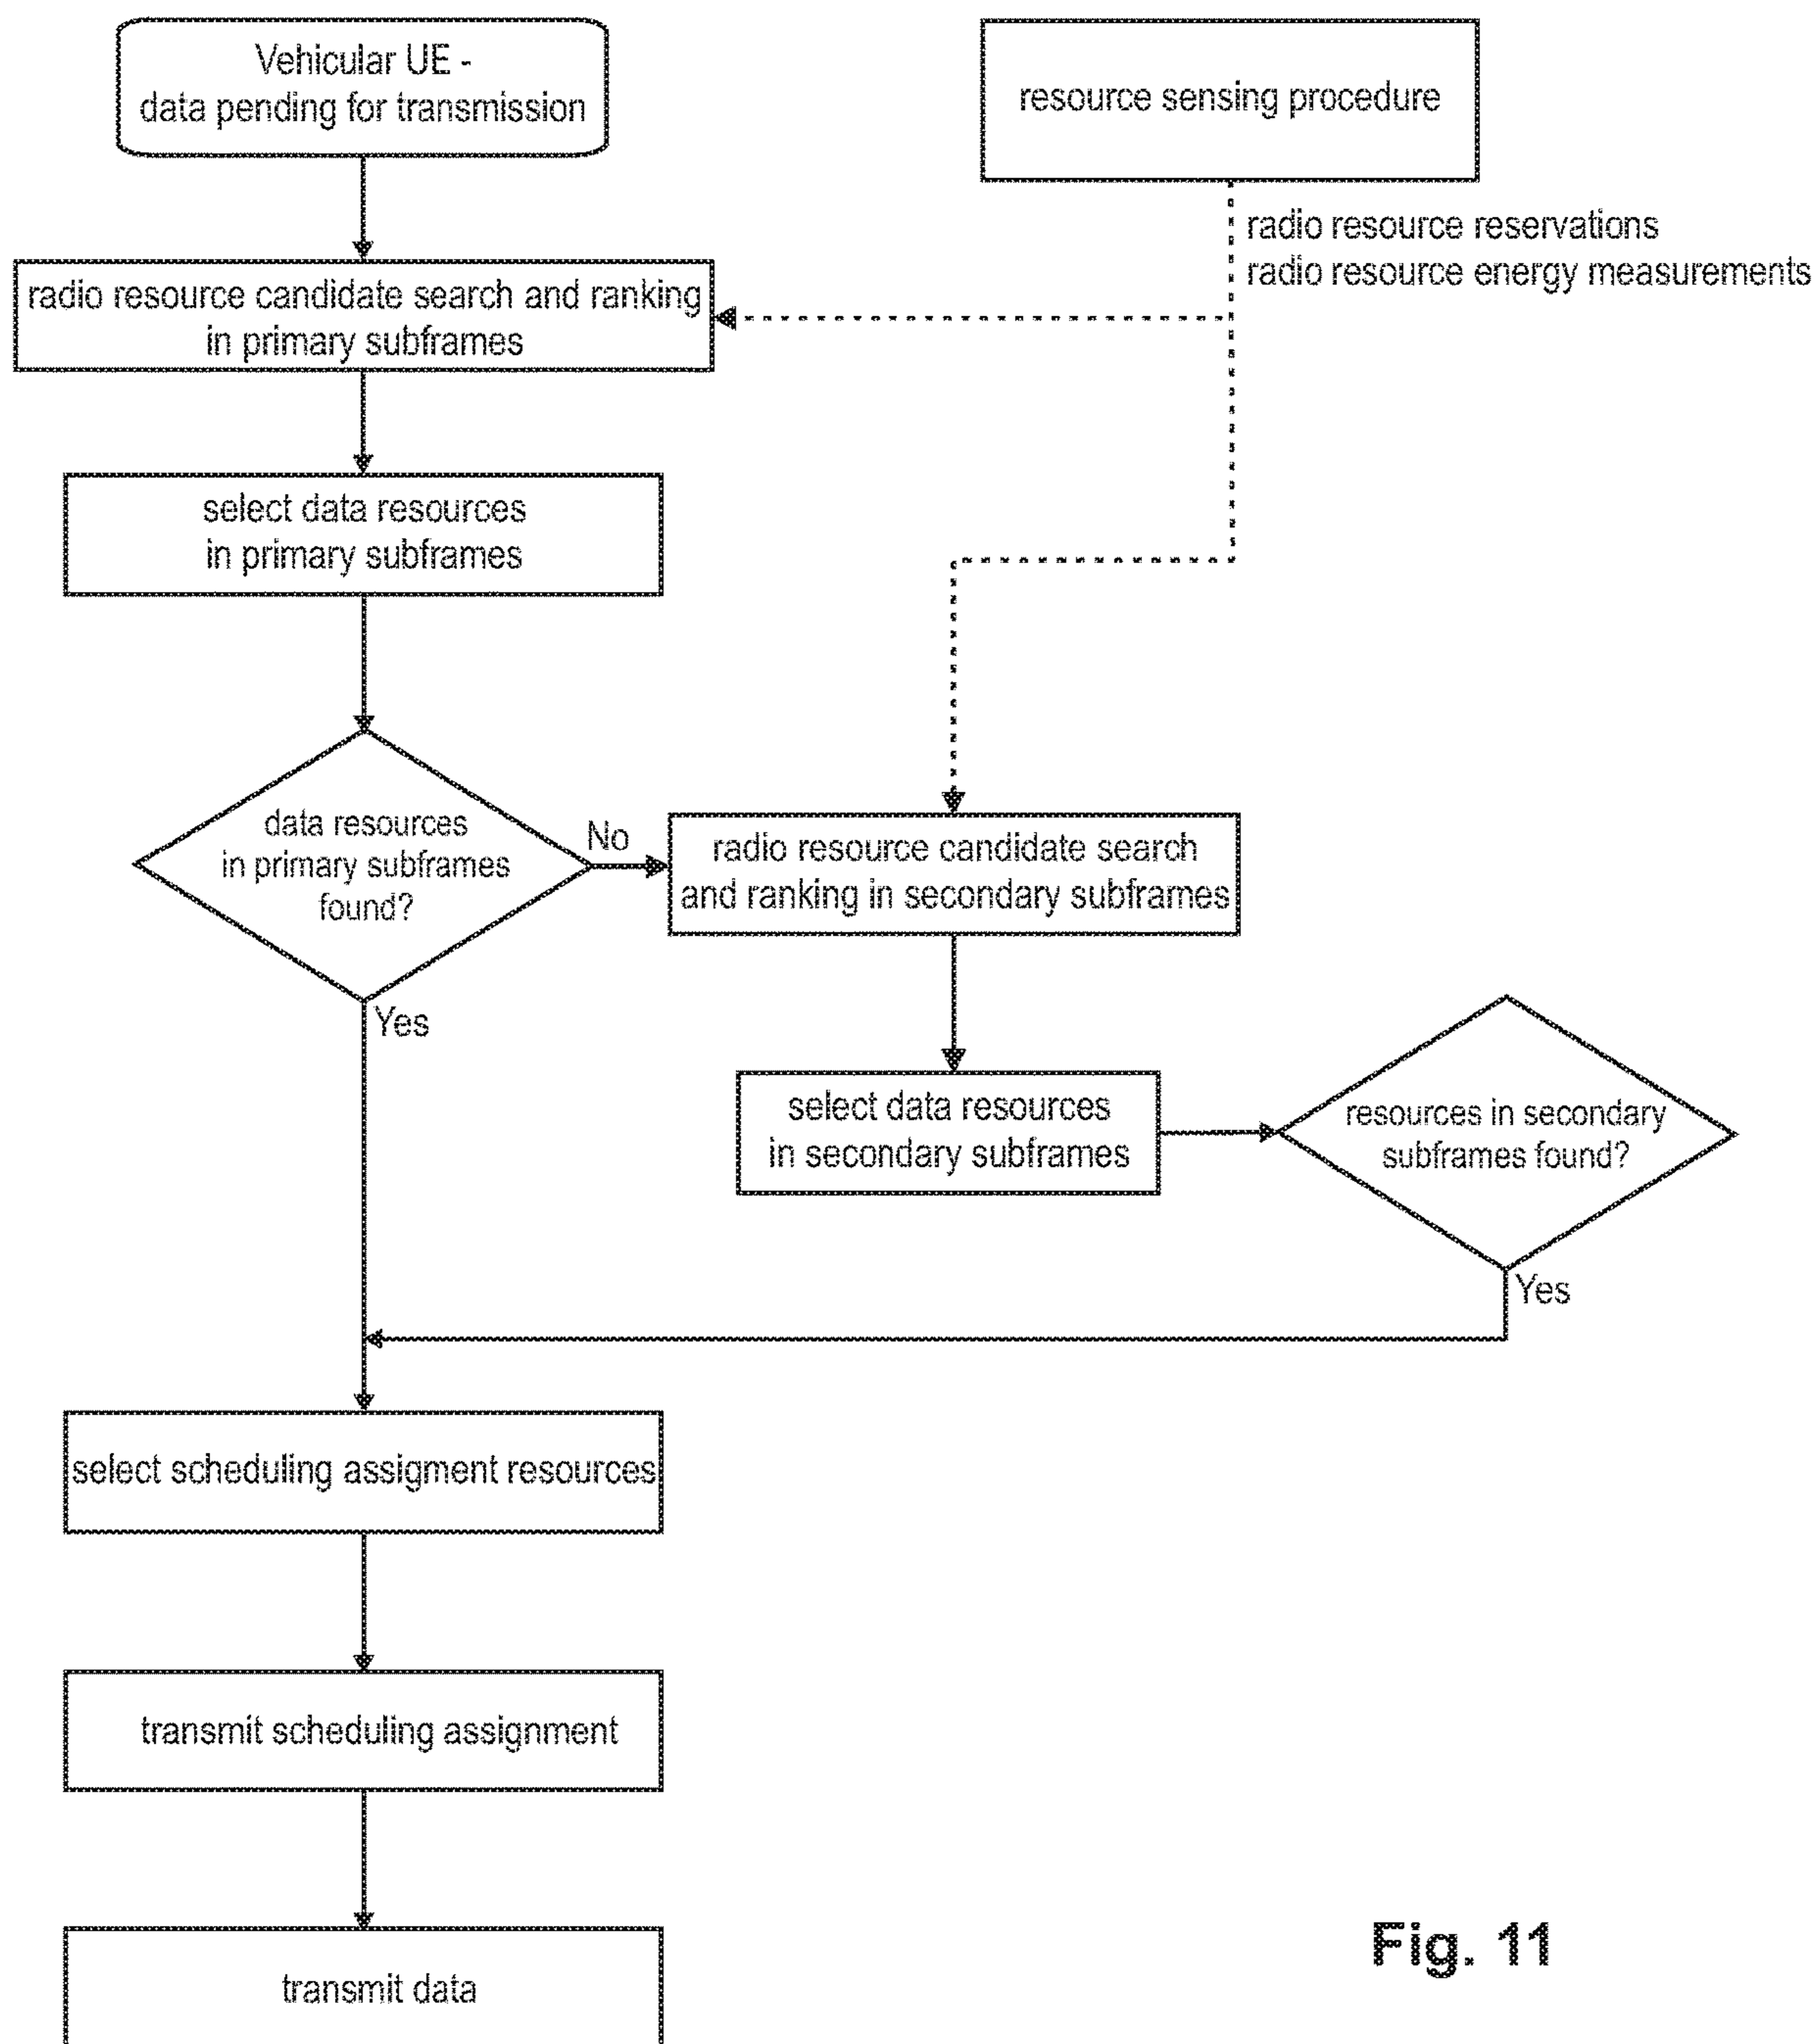 Vehicular UE -
data pending for transmission
resource sensing procedure
radio resource reservations
radio resource energy measurements
radio resource candidate search and ranking
in primary subframes
select data resources
in primary subframes
data resources
in primary subframes
found?
No
radio resource candidate search
and ranking in secondary subframes
Yes
select data resources
in secondary subframes
resources in secondary
subframes found?
Yes
select scheduling assigment resources
transmit scheduling assignment
transmit data
Fig. 11